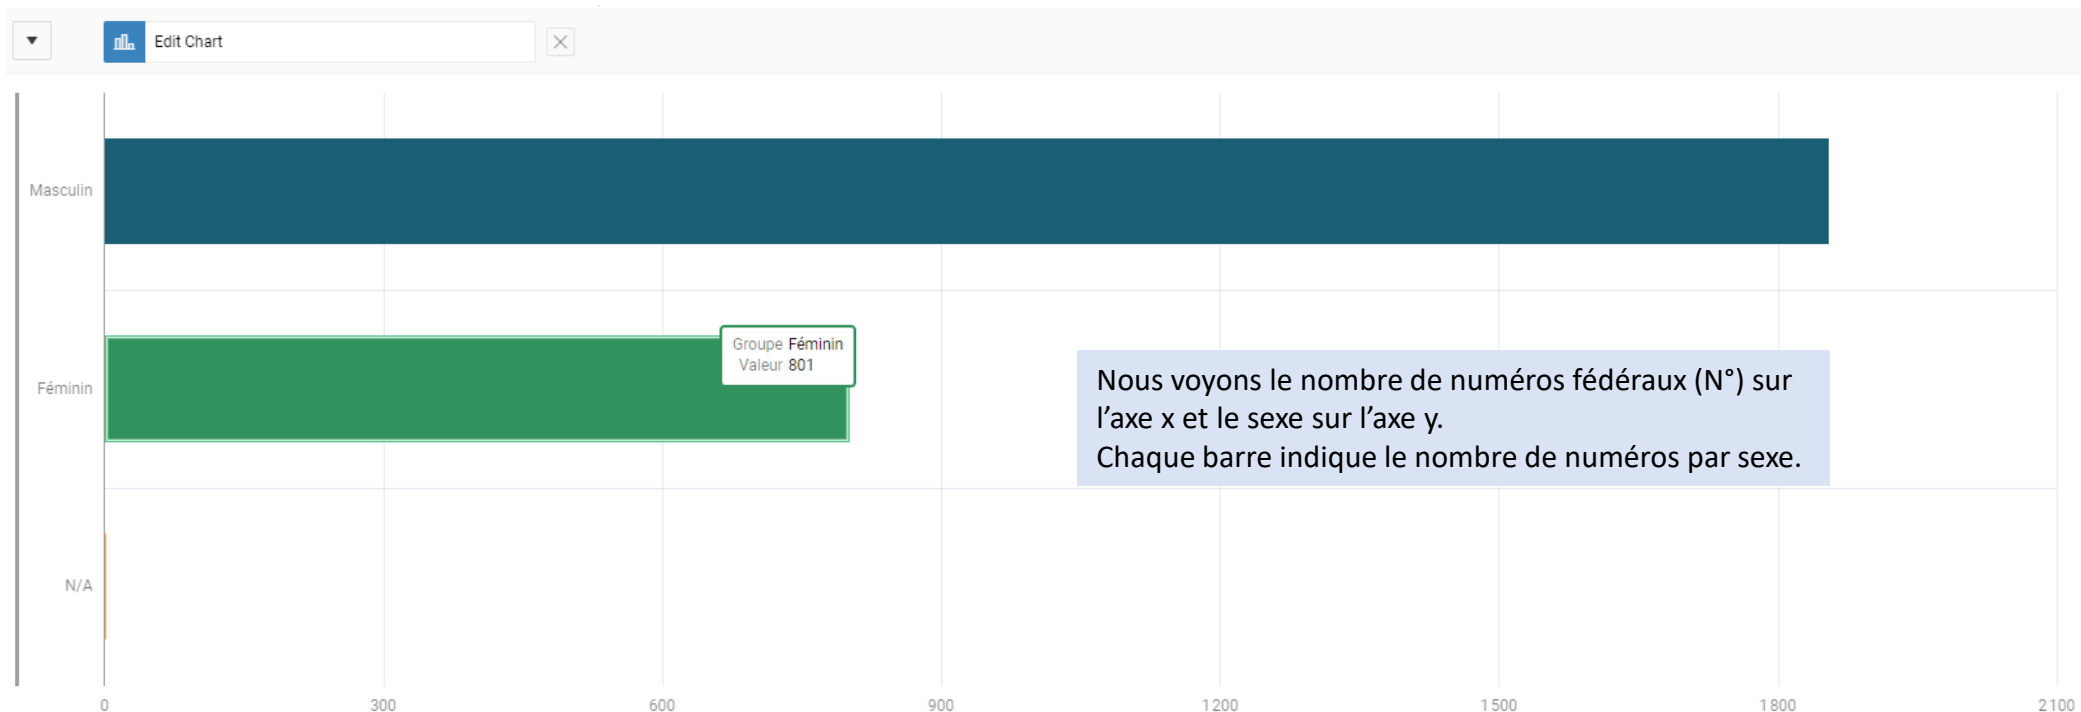 Edit Chart
Masculin
Groupe Féminin
Valeur 801
Féminin
Nous voyons le nombre de numéros fédéraux (N°) sur
l’axe x et le sexe sur l’axe y.
Chaque barre indique le nombre de numéros par sexe.
N/A
0 300 600 900 1200 1500 1800 2100